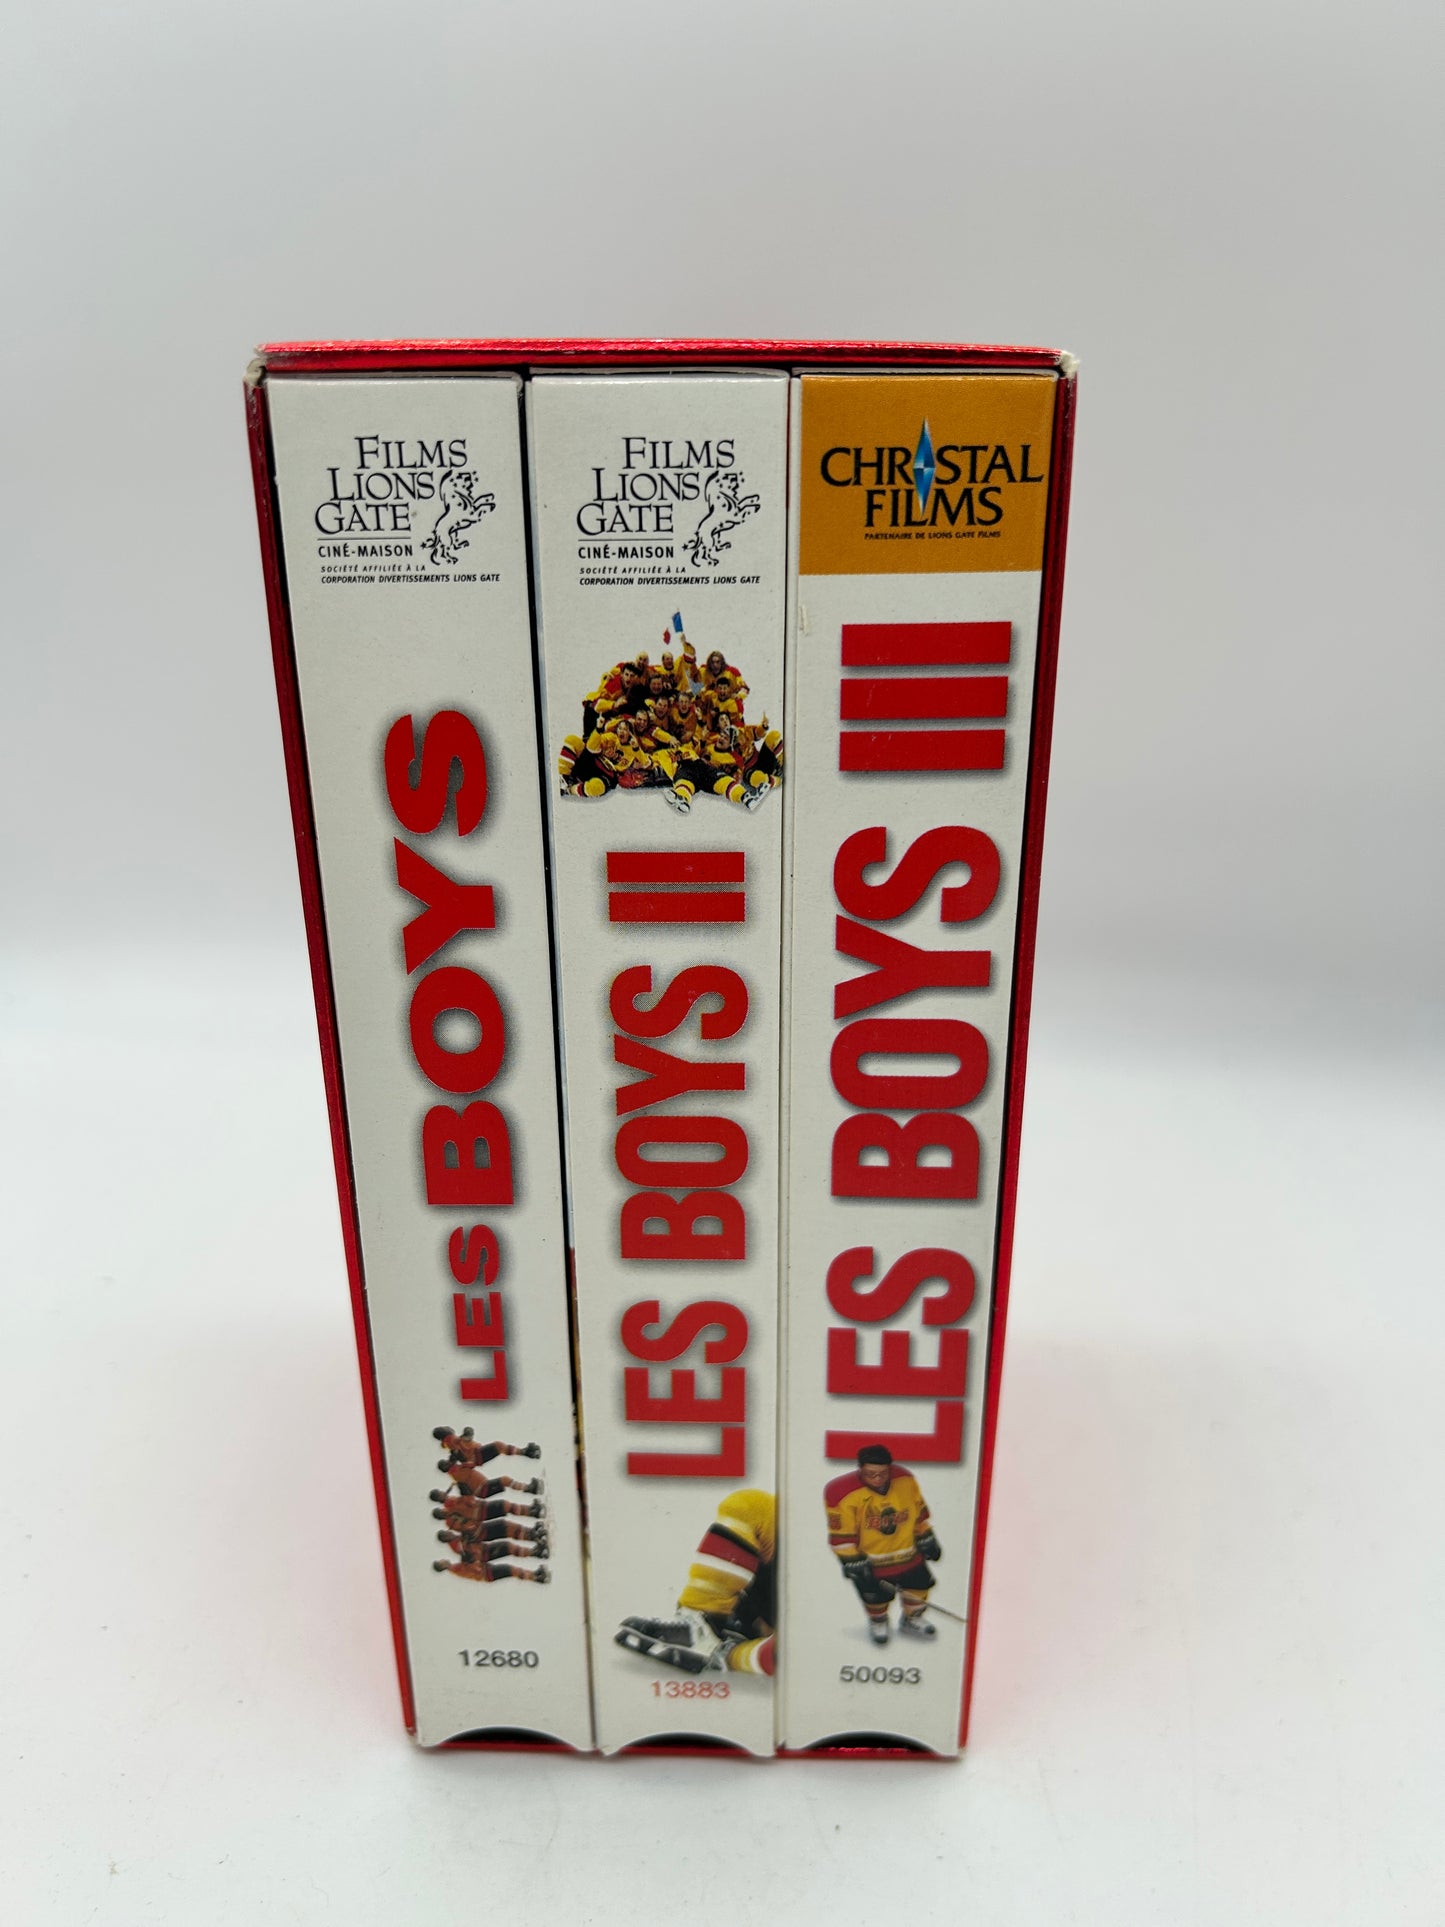 FILMS
LIONS
GATE
CINÉ-MAISON
SOCIÉTÉ AFFILIÉE À LA
CORPORATION DIVERTISSEMENTS LIONS GATE
LES BOYS
12680
FILMS
LIONS
GATE
CINÉ-MAISON
SOCIÉTÉ AFFILIÉE À LA
CORPORATION DIVERTISSEMENTS LIONS GATE
LES BOYS II
13883
CHRISTAL
FILMS
PARTENAIRE DE LIONS GATE FILMS
LES BOYS III
50093